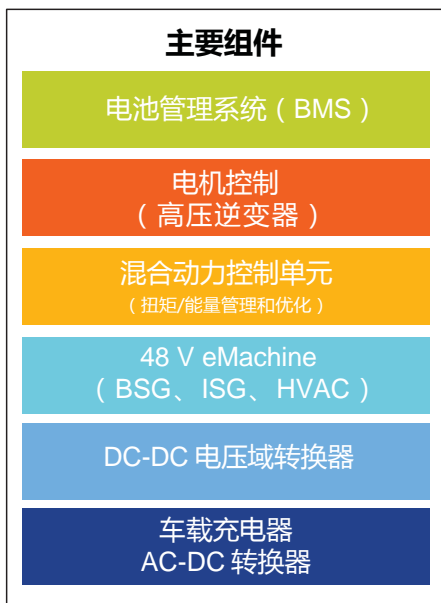 主要组件
电池管理系统（BMS）
电机控制
（高压逆变器）
混合动力控制单元
（扭矩/能量管理和优化）
48 V eMachine
（BSG、ISG、HVAC）
DC-DC 电压域转换器
车载充电器
AC-DC 转换器